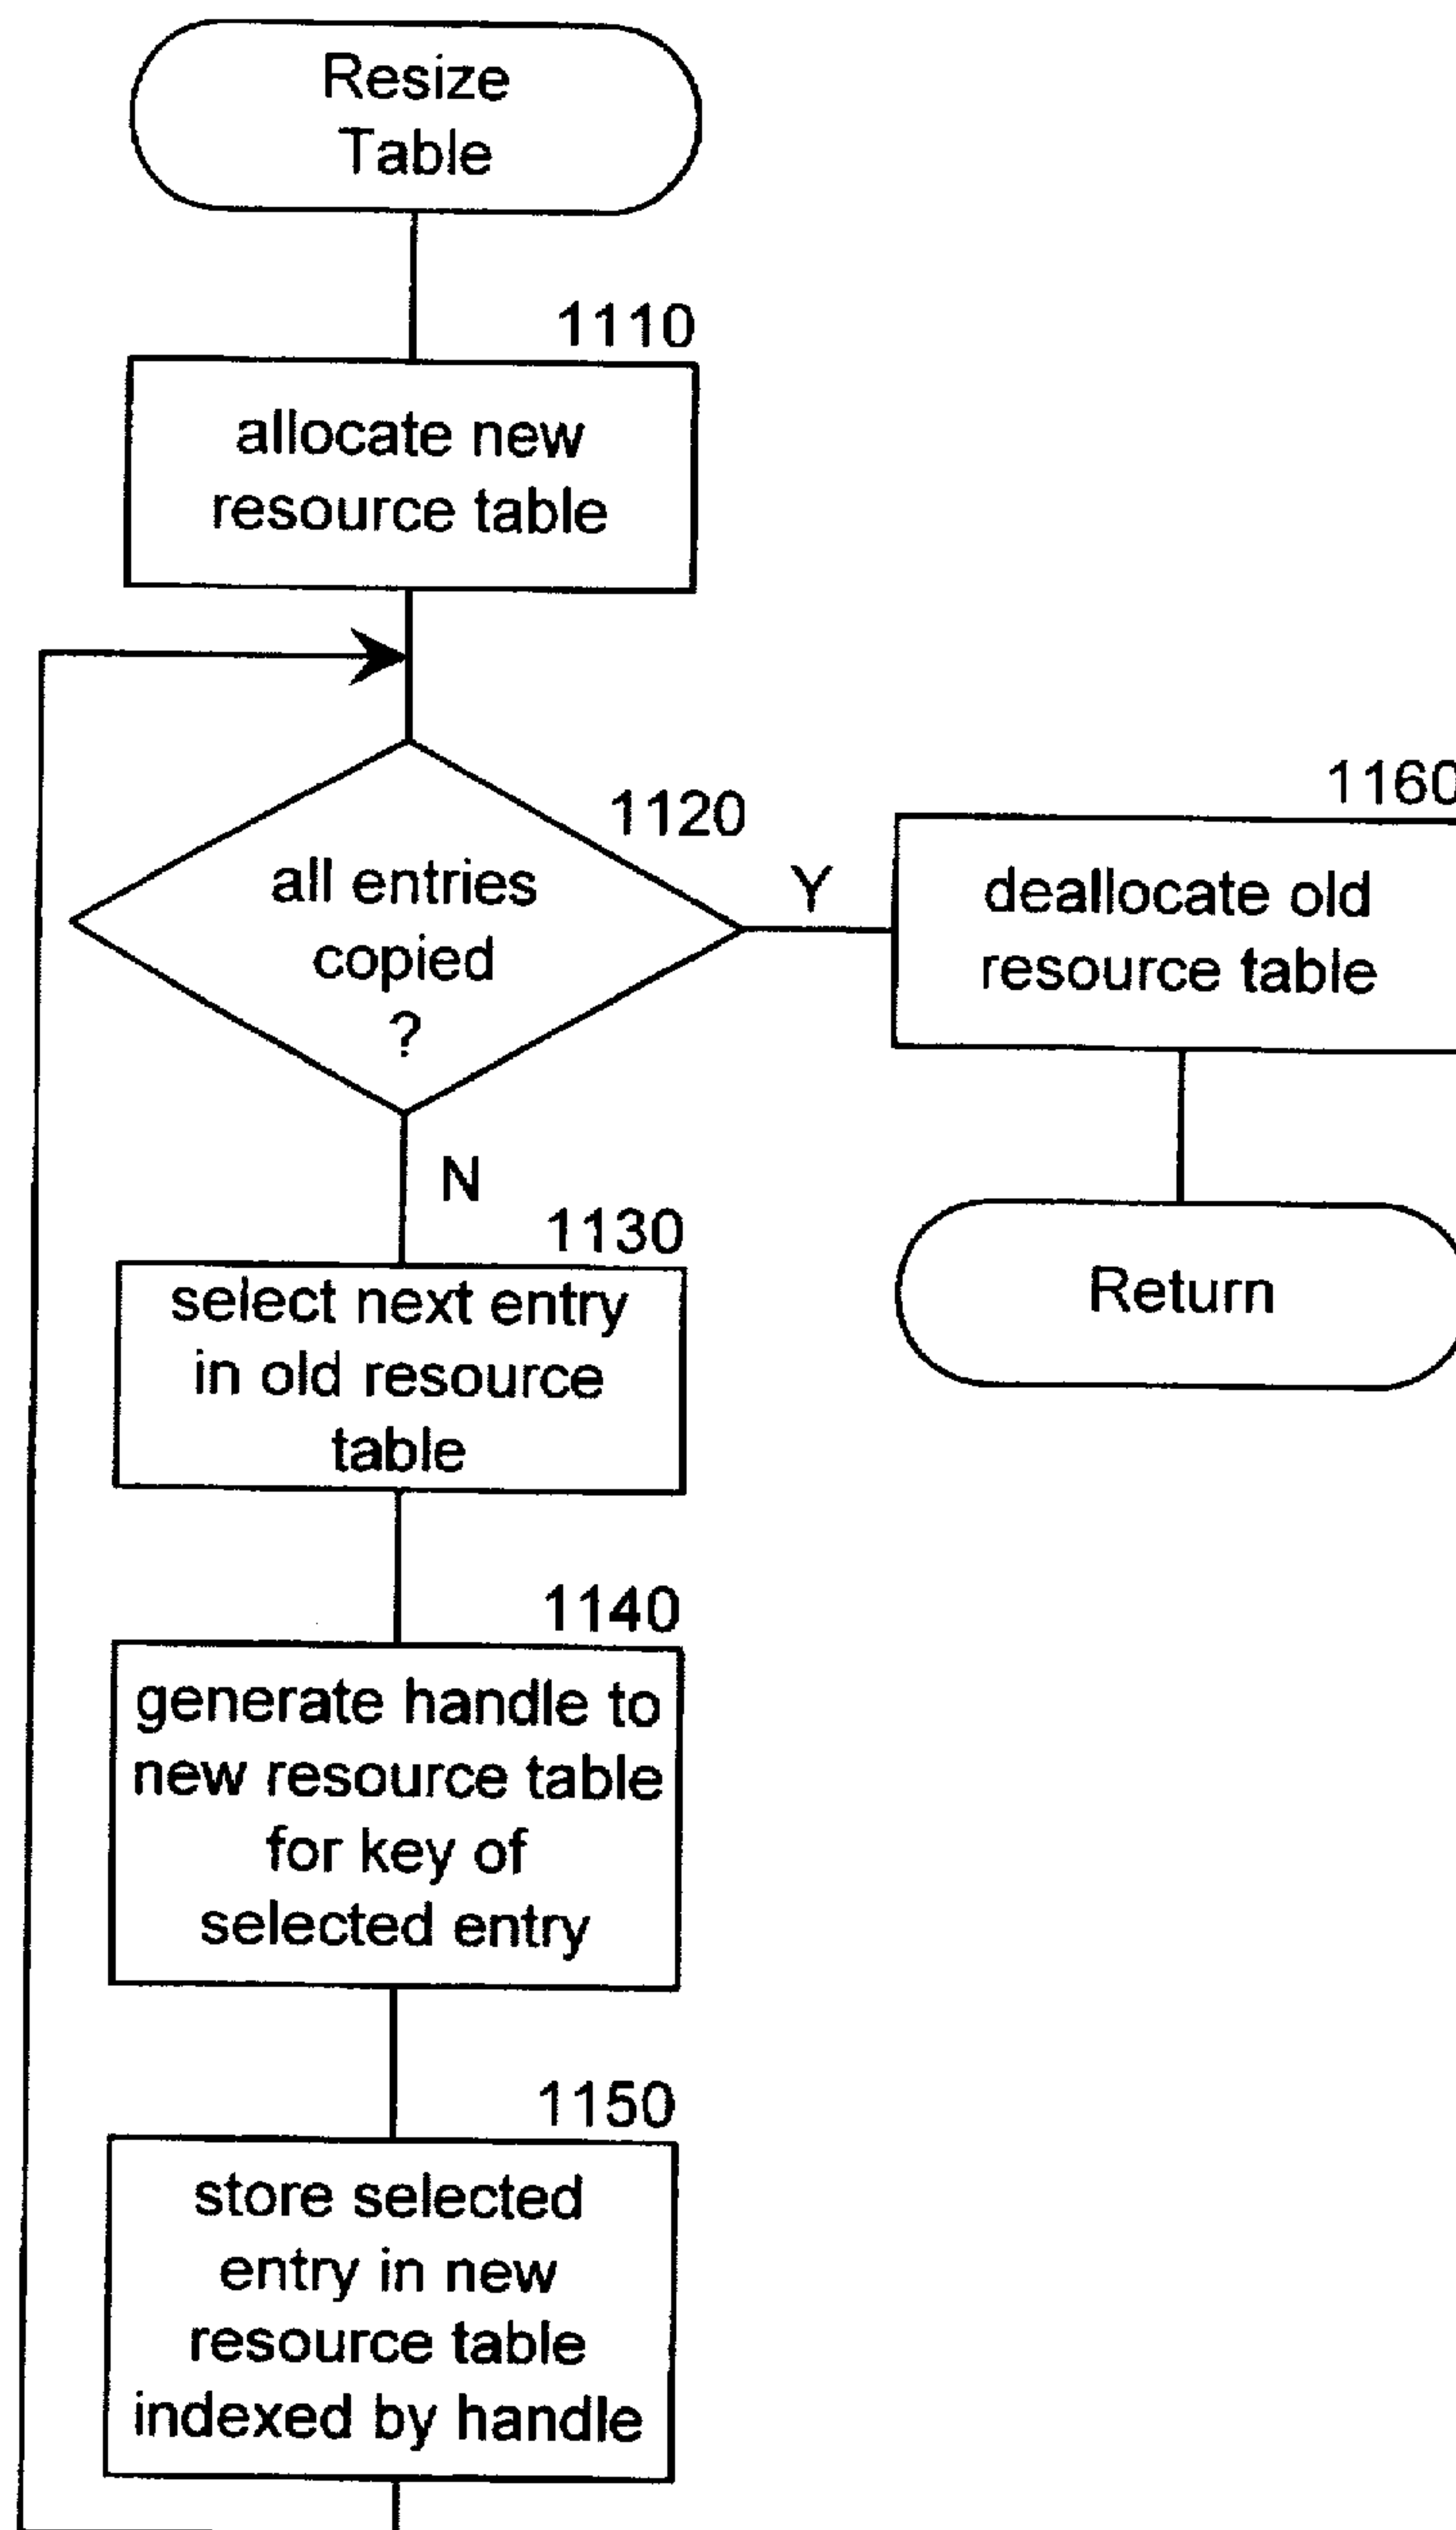 Resize
Table
1110
allocate new
resource table
1120
all entries
copied
?
Y
1160
deallocate old
resource table
Return
N
1130
select next entry
in old resource
table
1140
generate handle to
new resource table
for key of
selected entry
1150
store selected
entry in new
resource table
indexed by handle